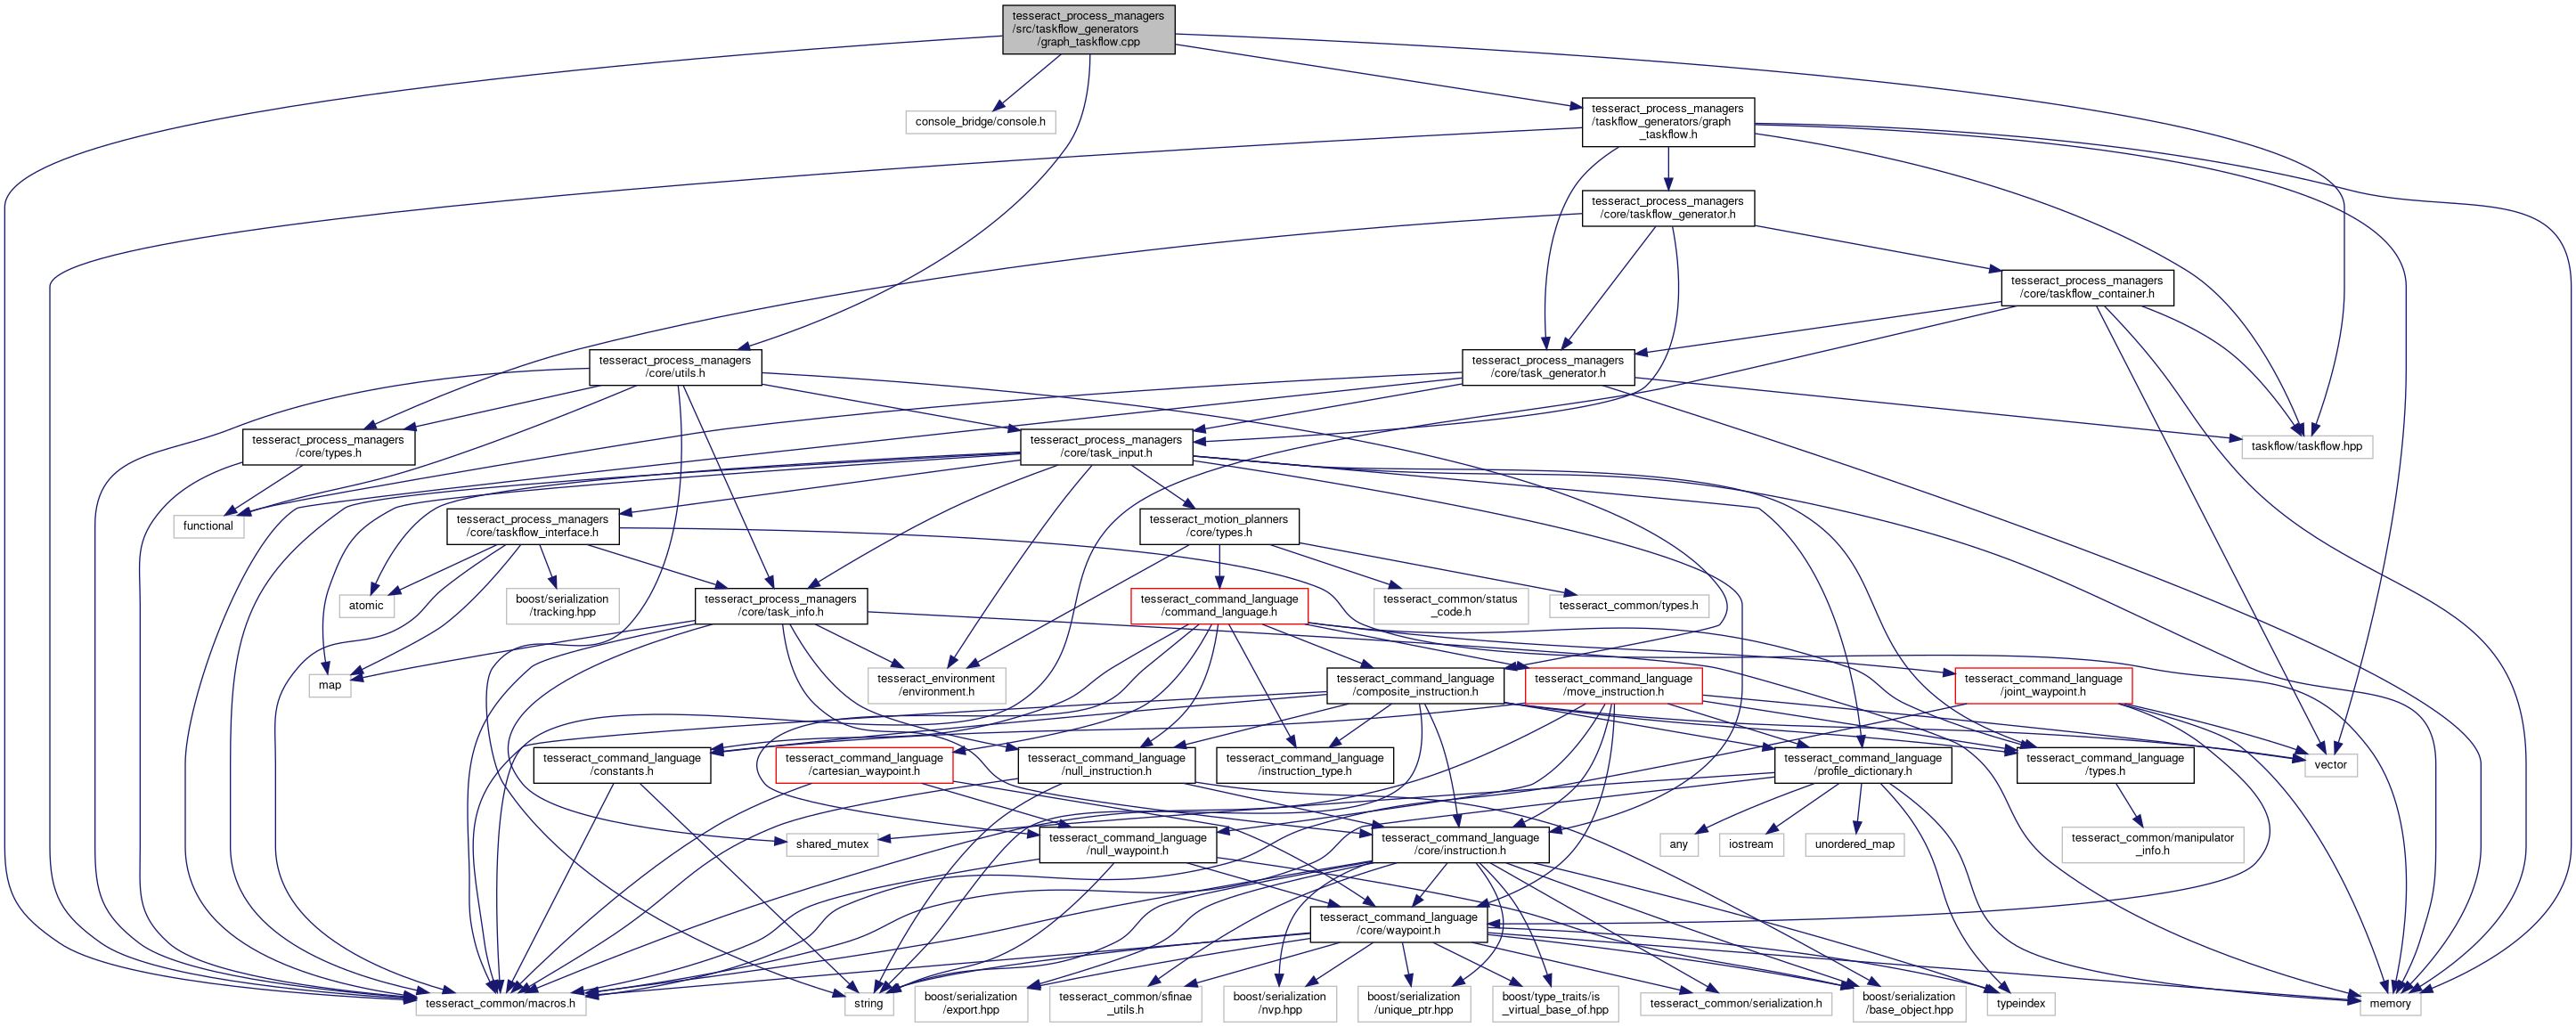 tesseract_process_managers
/src/taskflow_generators
/graph_taskflow.cpp
console_bridge/console.h
tesseract_process_managers
/taskflow_generators/graph
_taskflow.h
tesseract_process_managers
/core/taskflow_generator.h
tesseract_process_managers
/core/taskflow_container.h
tesseract_process_managers
/core/utils.h
tesseract_process_managers
/core/task_generator.h
tesseract_process_managers
/core/types.h
tesseract_process_managers
/core/task_input.h
taskflow/taskflow.hpp
functional
tesseract_process_managers
/core/taskflow_interface.h
tesseract_motion_planners
/core/types.h
atomic
boost/serialization
/tracking.hpp
tesseract_process_managers
/core/task_info.h
tesseract_command_language
/command_language.h
tesseract_common/status
_code.h
tesseract_common/types.h
map
tesseract_environment
/environment.h
tesseract_command_language
/composite_instruction.h
tesseract_command_language
/move_instruction.h
tesseract_command_language
/joint_waypoint.h
tesseract_command_language
/constants.h
tesseract_command_language
/cartesian_waypoint.h
tesseract_command_language
/null_instruction.h
tesseract_command_language
/instruction_type.h
tesseract_command_language
/profile_dictionary.h
tesseract_command_language
/types.h
vector
shared_mutex
tesseract_command_language
/null_waypoint.h
tesseract_command_language
/core/instruction.h
any
iostream
unordered_map
tesseract_common/manipulator
_info.h
tesseract_command_language
/core/waypoint.h
tesseract_common/macros.h
string
boost/serialization
/export.hpp
tesseract_common/sfinae
_utils.h
boost/serialization
/nvp.hpp
boost/serialization
/unique_ptr.hpp
boost/type_traits/is
_virtual_base_of.hpp
tesseract_common/serialization.h
boost/serialization
/base_object.hpp
typeindex
memory